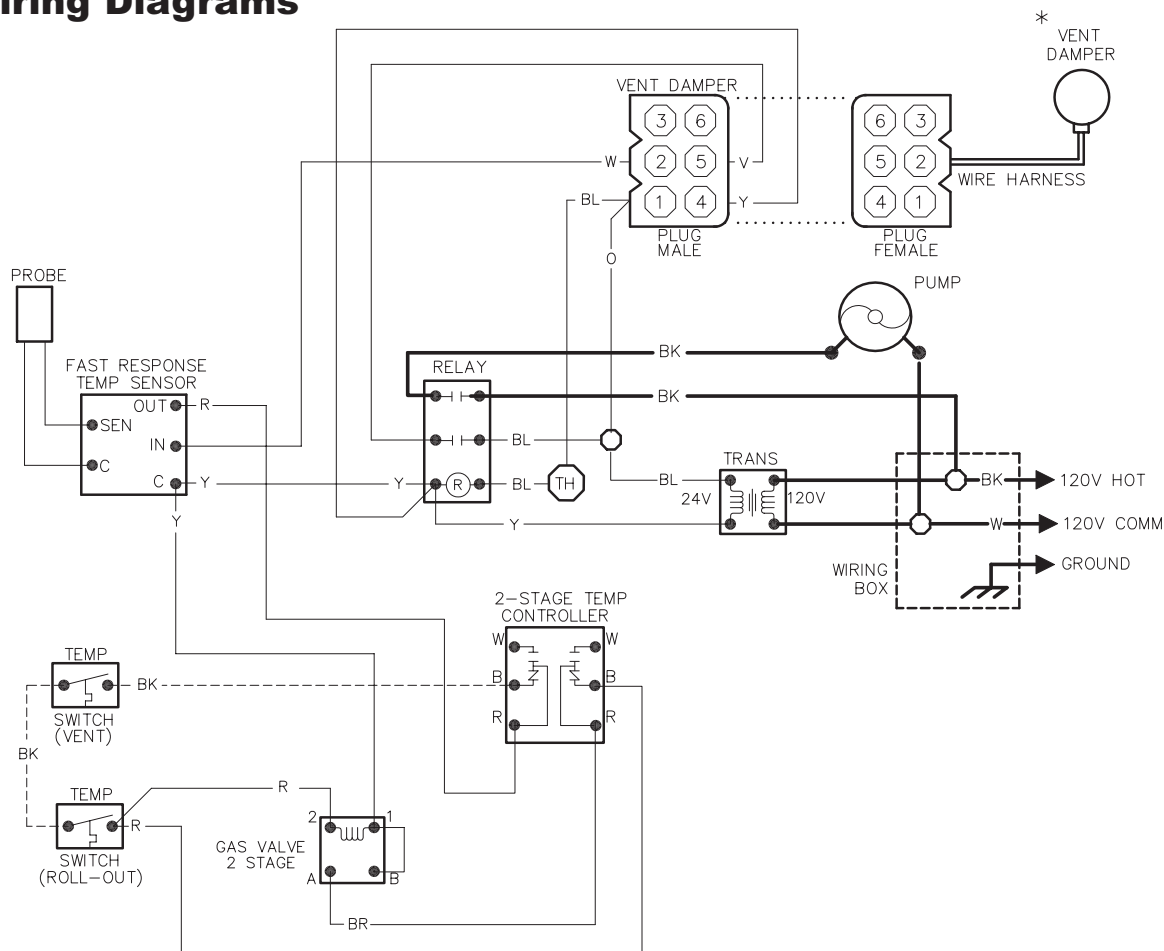 iring Diagrams
*
VENT
DAMPER
VENT DAMPER
3 6
2 5
1 4
W
V
BL
Y
PLUG
MALE
6 3
5 2
4 1
WIRE HARNESS
PLUG
FEMALE
O
PROBE
PUMP
FAST RESPONSE
TEMP SENSOR
OUT
R
SEN
IN
C
C
Y
Y
RELAY
BK
BK
BL
Y
R
BL
TH
BL
Y
TRANS
24V
120V
BK
120V HOT
W
120V COMM
GROUND
WIRING
BOX
2-STAGE TEMP
CONTROLLER
W
W
B
B
R
R
TEMP
BK
SWITCH
(VENT)
BK
TEMP
R
R
SWITCH
(ROLL-OUT)
2
1
GAS VALVE
2 STAGE
A
B
BR